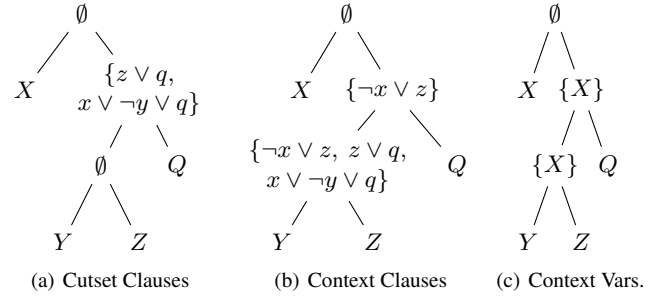 ∅ ∅ ∅
X {z ∨ q, x ∨ ¬y ∨ q} X {¬x ∨ z} X {X}
∅ Q {¬x ∨ z, z ∨ q, x ∨ ¬y ∨ q} Q {X} Q
Y Z Y Z Y Z
(a) Cutset Clauses (b) Context Clauses (c) Context Vars.